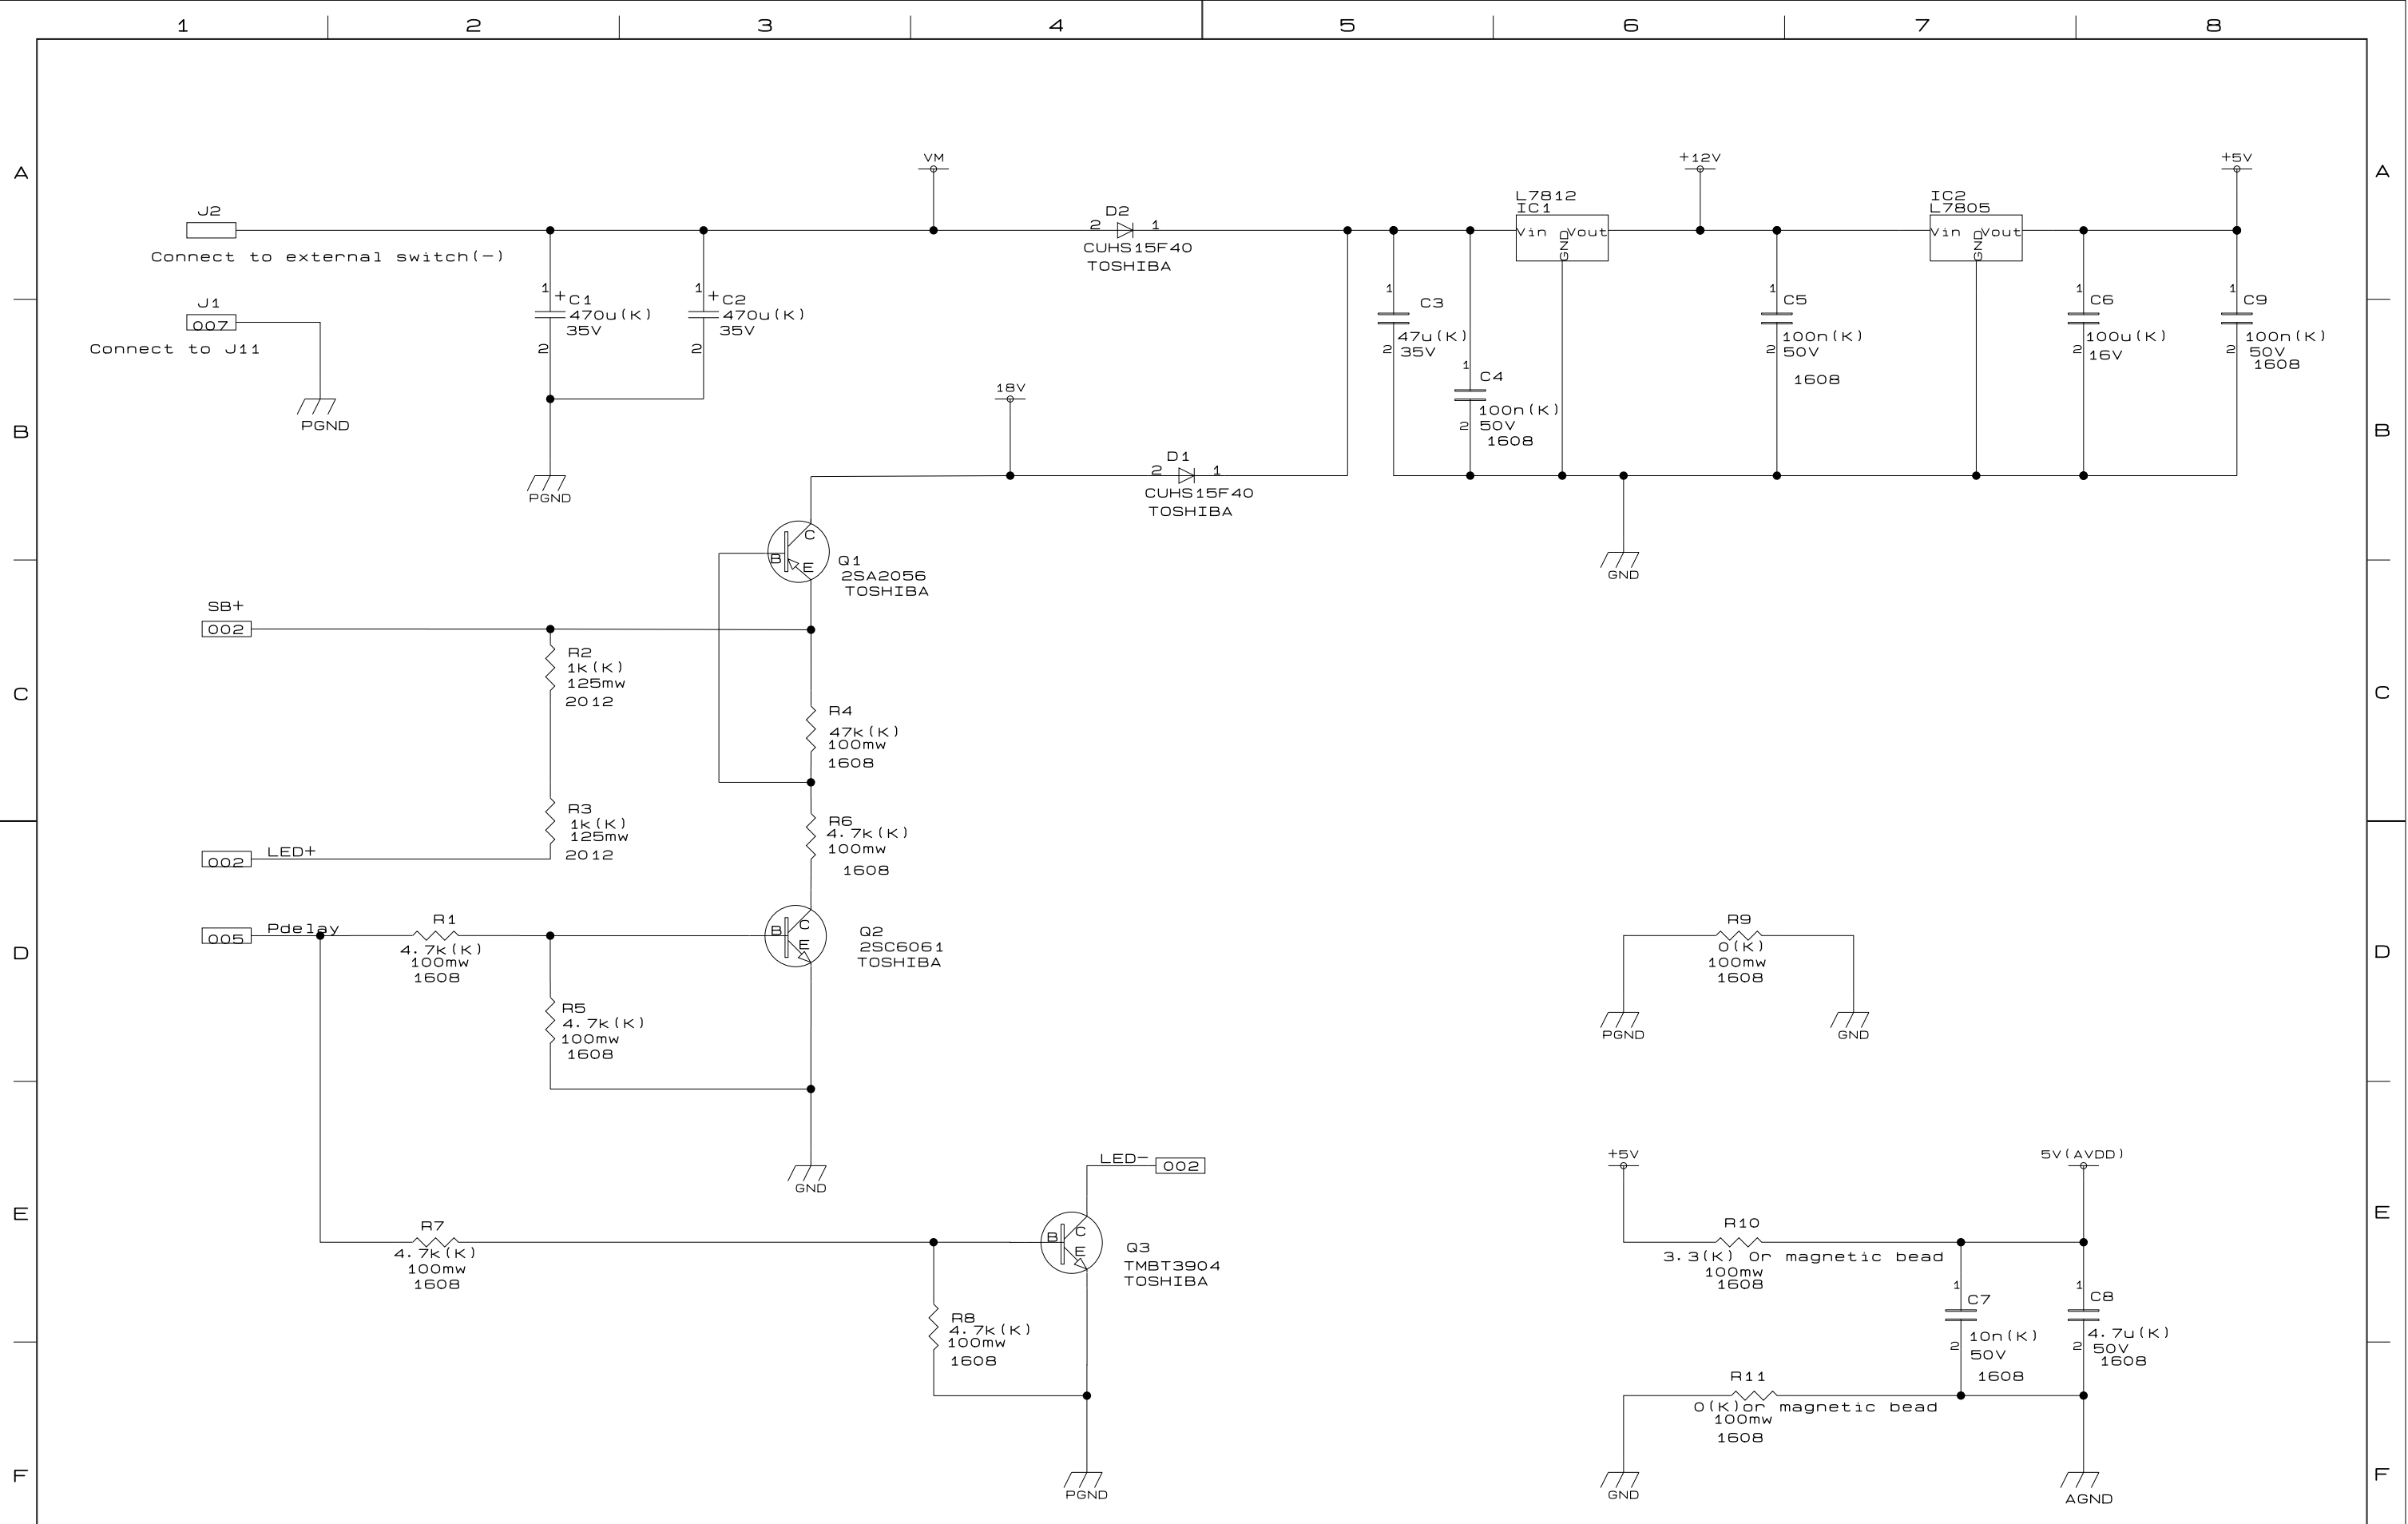 1 2 3 4 5 6 7 8
A
A
VM
+12V
+5V
J2
Connect to external switch(-)
D2
2 1
CUHS15F40
TOSHIBA
L7812
IC1
Vin Vout
GND
IC2
L7805
Vin Vout
GND
J1
007
Connect to J11
PGND
1
+
C1
470u(K)
35V
2
1
+
C2
470u(K)
35V
2
PGND
1
C3
47u(K)
35V
2
1
C4
100n(K)
50V
1608
2
1
C5
100n(K)
50V
1608
2
1
C6
100u(K)
16V
2
1
C9
100n(K)
50V
1608
2
B
B
18V
D1
2 1
CUHS15F40
TOSHIBA
GND
C
B
E
Q1
2SA2056
TOSHIBA
SB+
002
R2
1k(K)
125mw
2012
C
C
R4
47k(K)
100mw
1608
R3
1k(K)
125mw
2012
LED+
002
R6
4.7k(K)
100mw
1608
Pdelay
005
R1
4.7k(K)
100mw
1608
C
B
E
Q2
2SC6061
TOSHIBA
D
D
R9
0(K)
100mw
1608
PGND
GND
R5
4.7k(K)
100mw
1608
GND
LED-
002
E
E
R7
4.7k(K)
100mw
1608
C
B
E
Q3
TMBT3904
TOSHIBA
R8
4.7k(K)
100mw
1608
PGND
+5V
5V(AVDD)
R10
3.3(K) Or magnetic bead
100mw
1608
1
C7
10n(K)
50V
1608
2
1
C8
4.7u(K)
50V
1608
2
R11
0(K)or magnetic bead
100mw
1608
GND
AGND
F
F